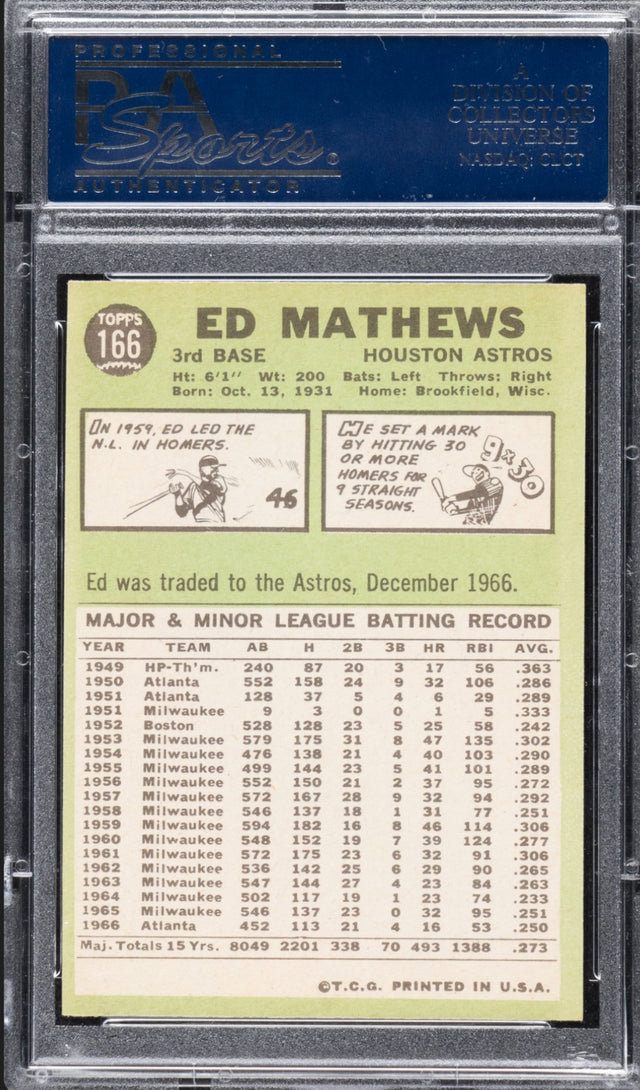 PROFESSIONAL
PSA
Sports®
AUTHENTICATOR
A
DIVISION OF
COLLECTORS
UNIVERSE
NASDAQ: CLCT
TOPPS
166
ED MATHEWS
3rd BASE HOUSTON ASTROS
Ht: 6'1" Wt: 200 Bats: Left Throws: Right
Born: Oct. 13, 1931 Home: Brookfield, Wisc.
IN 1959, ED LED THE
N.L. IN HOMERS.
46
HE SET A MARK
BY HITTING 30
OR MORE
HOMERS FOR
9 STRAIGHT
SEASONS.
9x30
Ed was traded to the Astros, December 1966.
MAJOR & MINOR LEAGUE BATTING RECORD
YEAR TEAM AB H 2B 3B HR RBI AVG.
1949 HP-Th'm. 240 87 20 3 17 56 .363
1950 Atlanta 552 158 24 9 32 106 .286
1951 Atlanta 128 37 5 4 6 29 .289
1951 Milwaukee 9 3 0 0 1 5 .333
1952 Boston 528 128 23 5 25 58 .242
1953 Milwaukee 579 175 31 8 47 135 .302
1954 Milwaukee 476 138 21 4 40 103 .290
1955 Milwaukee 499 144 23 5 41 101 .289
1956 Milwaukee 552 150 21 2 37 95 .272
1957 Milwaukee 572 167 28 9 32 94 .292
1958 Milwaukee 546 137 18 1 31 77 .251
1959 Milwaukee 594 182 16 8 46 114 .306
1960 Milwaukee 548 152 19 7 39 124 .277
1961 Milwaukee 572 175 23 6 32 91 .306
1962 Milwaukee 536 142 25 6 29 90 .265
1963 Milwaukee 547 144 27 4 23 84 .263
1964 Milwaukee 502 117 19 1 23 74 .233
1965 Milwaukee 546 137 23 0 32 95 .251
1966 Atlanta 452 113 21 4 16 53 .250
Maj. Totals 15 Yrs. 8049 2201 338 70 493 1388 .273
©T.C.G. PRINTED IN U.S.A.